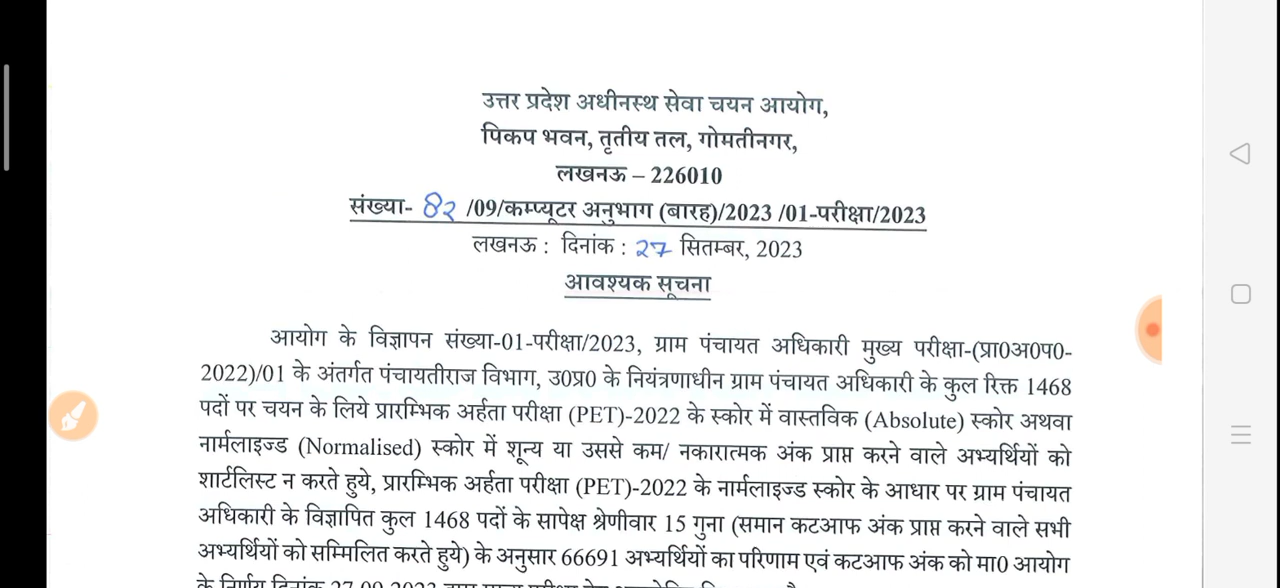 उत्तर प्रदेश अधीनस्थ सेवा चयन आयोग,
पिकप भवन, तृतीय तल, गोमतीनगर,
लखनऊ – 226010
संख्या- 82 /09/कम्प्यूटर अनुभाग (बारह)/2023 /01-परीक्षा/2023
लखनऊ : दिनांक : 27 सितम्बर, 2023
आवश्यक सूचना
आयोग के विज्ञापन संख्या-01-परीक्षा/2023, ग्राम पंचायत अधिकारी मुख्य परीक्षा-(प्रा0अ0प0-
2022)/01 के अंतर्गत पंचायतीराज विभाग, उ0प्र0 के नियंत्रणाधीन ग्राम पंचायत अधिकारी के कुल रिक्त 1468
पदों पर चयन के लिये प्रारम्भिक अर्हता परीक्षा (PET)-2022 के स्कोर में वास्तविक (Absolute) स्कोर अथवा
नार्मलाइज्ड (Normalised) स्कोर में शून्य या उससे कम/ नकारात्मक अंक प्राप्त करने वाले अभ्यर्थियों को
शार्टलिस्ट न करते हुये, प्रारम्भिक अर्हता परीक्षा (PET)-2022 के नार्मलाइज्ड स्कोर के आधार पर ग्राम पंचायत
अधिकारी के विज्ञापित कुल 1468 पदों के सापेक्ष श्रेणीवार 15 गुना (समान कटआफ अंक प्राप्त करने वाले सभी
अभ्यर्थियों को सम्मिलित करते हुये) के अनुसार 66691 अभ्यर्थियों का परिणाम एवं कटआफ अंक को मा0 आयोग
के निर्णय दिनांक 27.09.2023